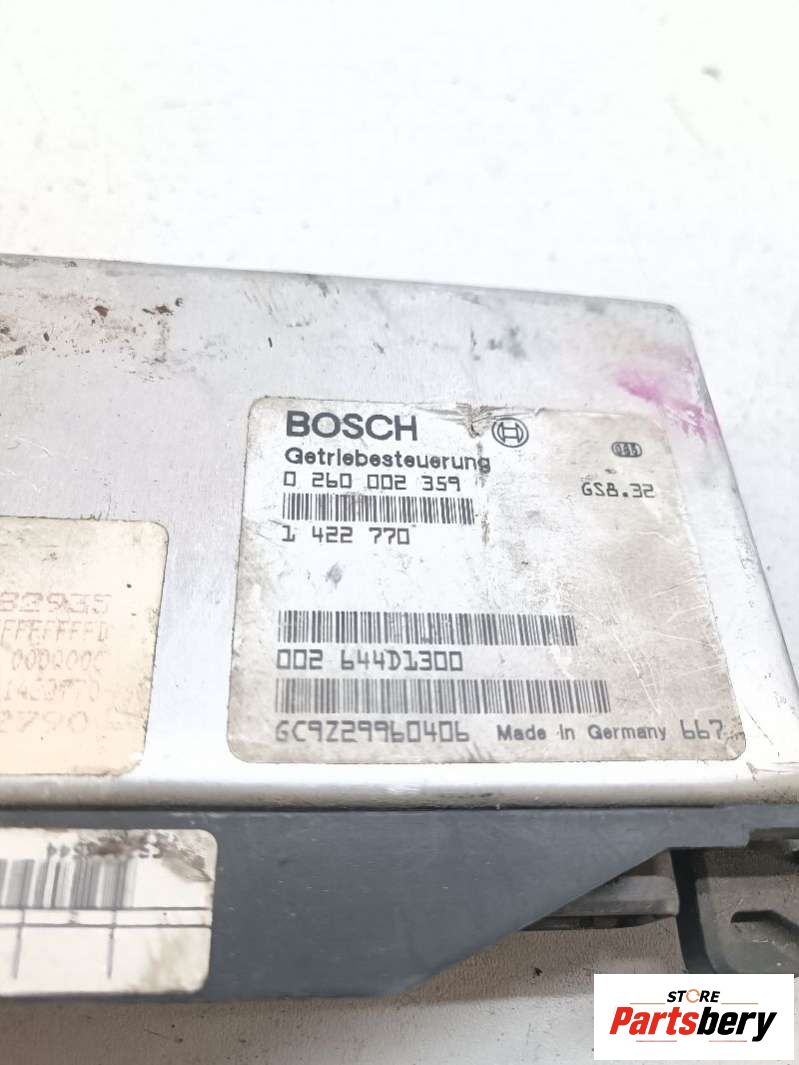 BOSCH
Getriebesteuerung
0 260 002 359
GS8.32
1 422 770
002 644D1300
GC9Z29960406 Made in Germany 667
2790
STORE
Partsbery